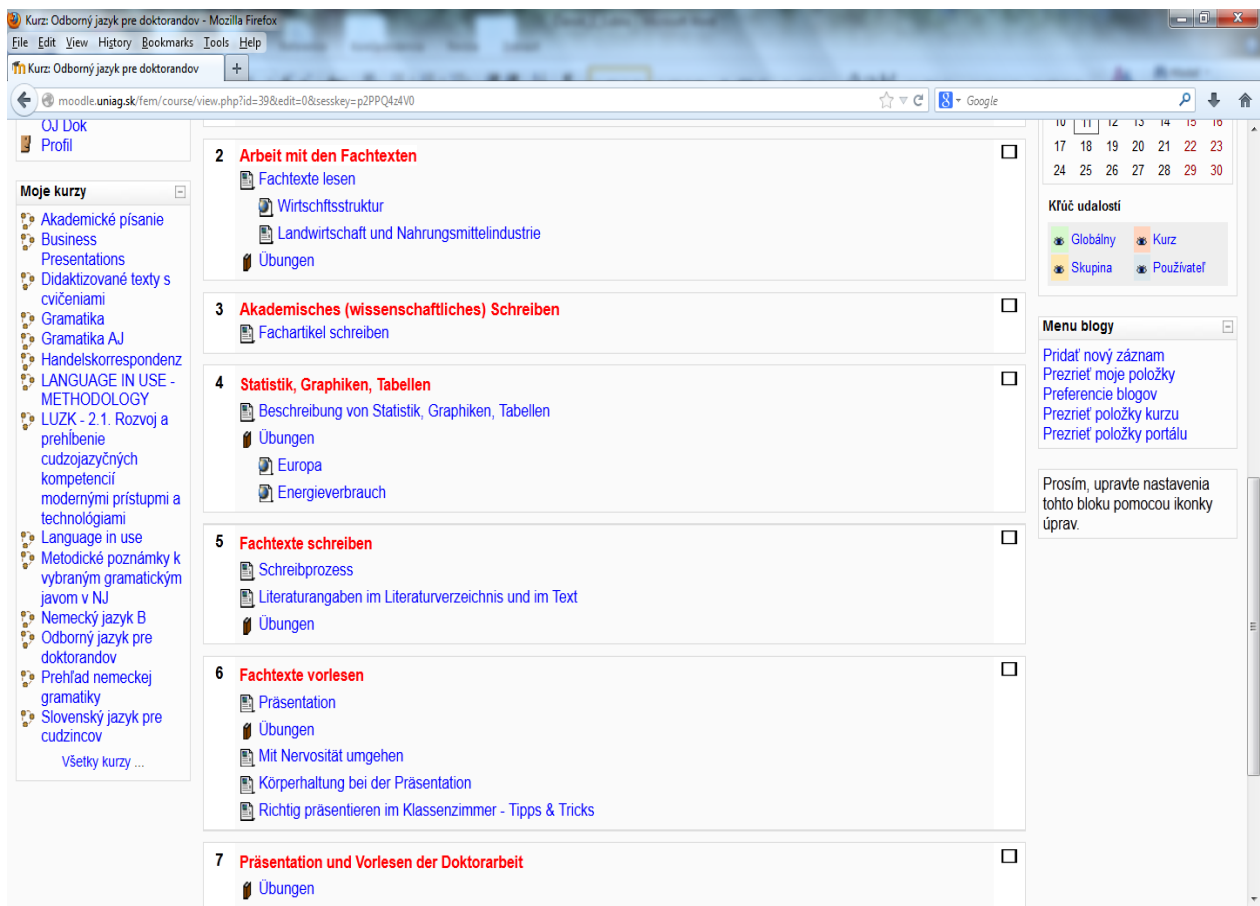 Kurz: Odborný jazyk pre doktorandov - Mozilla Firefox
File Edit View History Bookmarks Tools Help
Kurz: Odborný jazyk pre doktorandov
moodle.uniag.sk/fem/course/view.php?id=39&edit=0&sesskey=p2PPQ4z4V0
Google
OJ Dok
Profil
Moje kurzy
Akademické písanie
Business
Presentations
Didaktizované texty s
cvičeniami
Gramatika
Gramatika AJ
Handelskorrespondenz
LANGUAGE IN USE -
METHODOLOGY
LUZK - 2.1. Rozvoj a
prehĺbenie
cudzojazyčných
kompetencií
modernými prístupmi a
technológiami
Language in use
Metodické poznámky k
vybraným gramatickým
javom v NJ
Nemecký jazyk B
Odborný jazyk pre
doktorandov
Prehľad nemeckej
gramatiky
Slovenský jazyk pre
cudzincov
Všetky kurzy ...
2 Arbeit mit den Fachtexten
Fachtexte lesen
Wirtschftsstruktur
Landwirtschaft und Nahrungsmittelindustrie
Übungen
3 Akademisches (wissenschaftliches) Schreiben
Fachartikel schreiben
4 Statistik, Graphiken, Tabellen
Beschreibung von Statistik, Graphiken, Tabellen
Übungen
Europa
Energieverbrauch
5 Fachtexte schreiben
Schreibprozess
Literaturangaben im Literaturverzeichnis und im Text
Übungen
6 Fachtexte vorlesen
Präsentation
Übungen
Mit Nervosität umgehen
Körperhaltung bei der Präsentation
Richtig präsentieren im Klassenzimmer - Tipps & Tricks
7 Präsentation und Vorlesen der Doktorarbeit
Übungen
10 11 12 13 14 15 16
17 18 19 20 21 22 23
24 25 26 27 28 29 30
Kľúč udalostí
Globálny Kurz
Skupina Používateľ
Menu blogy
Pridať nový záznam
Prezrieť moje položky
Preferencie blogov
Prezrieť položky kurzu
Prezrieť položky portálu
Prosím, upravte nastavenia
tohto bloku pomocou ikonky
úprav.